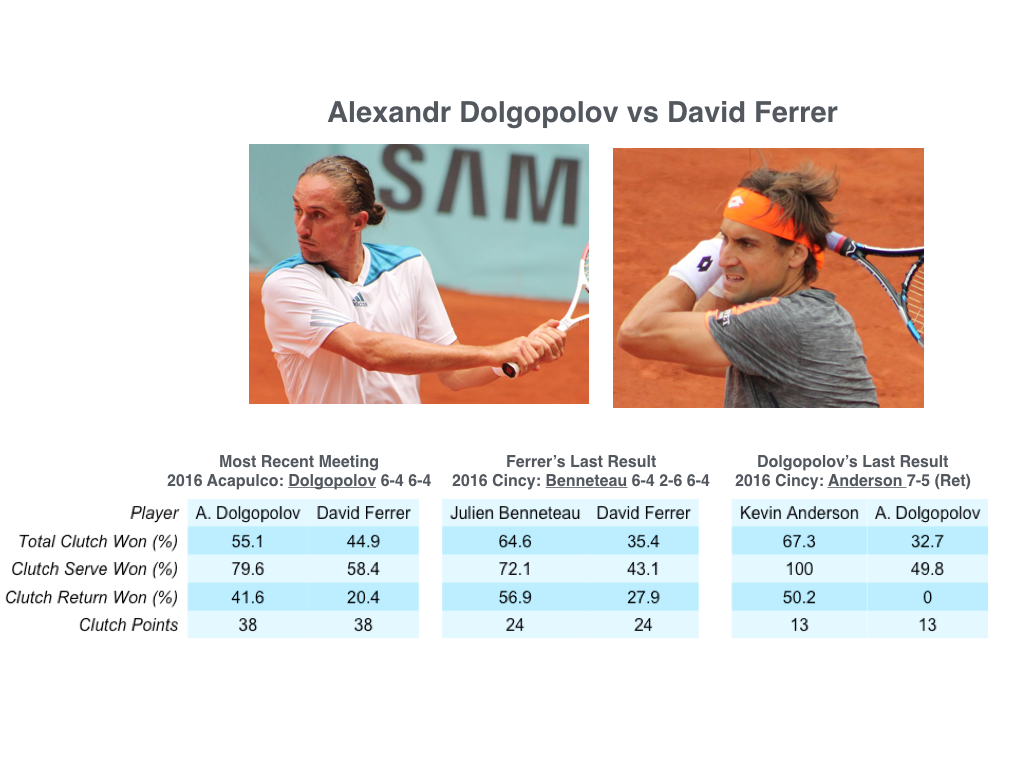 Alexandr Dolgopolov vs David Ferrer
SAM
adidas
Most Recent Meeting
2016 Acapulco: Dolgopolov 6-4 6-4
Ferrer’s Last Result
2016 Cincy: Benneteau 6-4 2-6 6-4
Dolgopolov’s Last Result
2016 Cincy: Anderson 7-5 (Ret)
Player A. Dolgopolov David Ferrer Julien Benneteau David Ferrer Kevin Anderson A. Dolgopolov
Total Clutch Won (%) 55.1 44.9 64.6 35.4 67.3 32.7
Clutch Serve Won (%) 79.6 58.4 72.1 43.1 100 49.8
Clutch Return Won (%) 41.6 20.4 56.9 27.9 50.2 0
Clutch Points 38 38 24 24 13 13